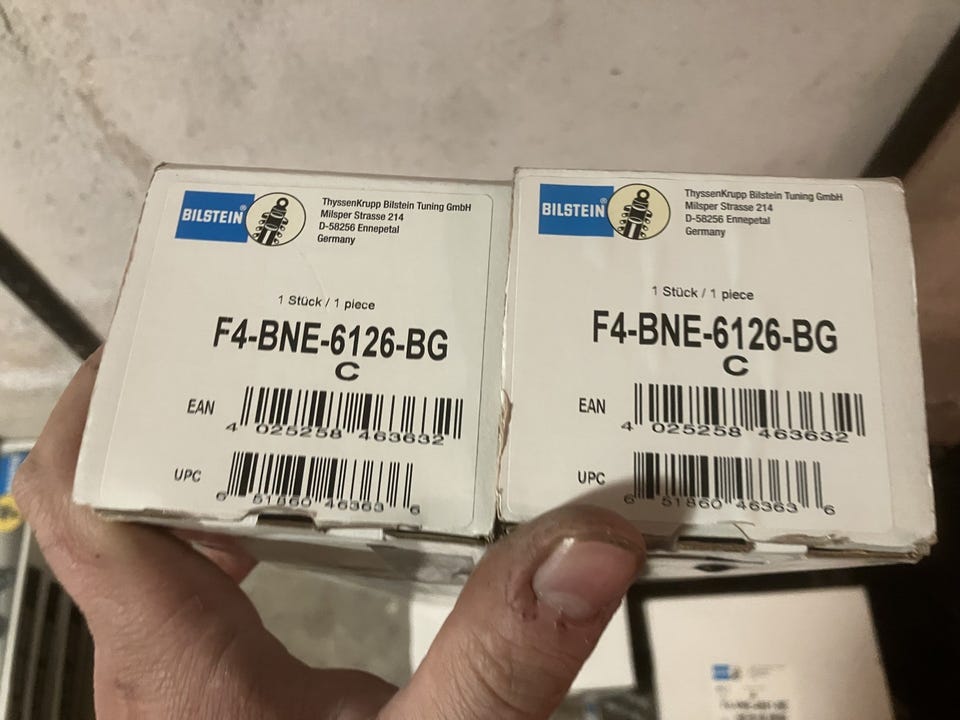 BILSTEIN®
ThyssenKrupp Bilstein Tuning GmbH
Milsper Strasse 214
D-58256 Ennepetal
Germany
1 Stück / 1 piece
F4-BNE-6126-BG
C
EAN
4 025258 463632
UPC
6 51860 46363 6
BILSTEIN®
ThyssenKrupp Bilstein Tuning GmbH
Milsper Strasse 214
D-58256 Ennepetal
Germany
1 Stück / 1 piece
F4-BNE-6126-BG
C
EAN
4 025258 463632
UPC
6 51860 46363 6